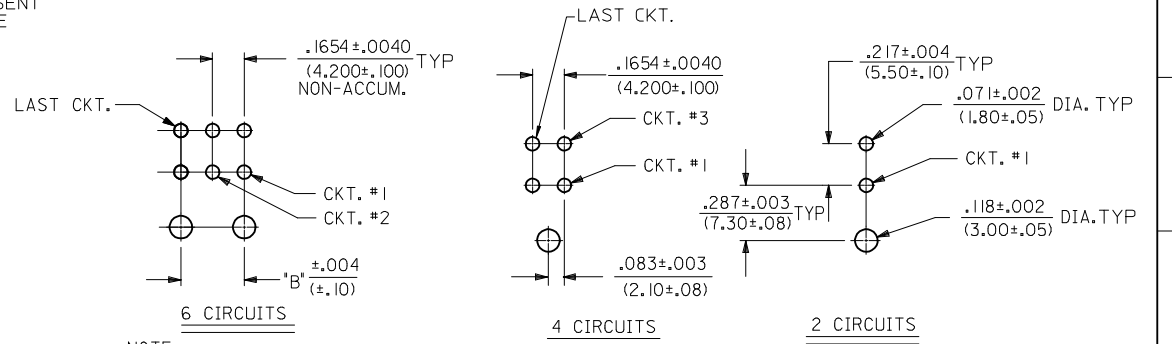 SENT
E
.1654±.0040
(4.200±.100)
TYP
NON-ACCUM.
LAST CKT.
CKT. #1
CKT. #2
"B" ±.004
(±.10)
6 CIRCUITS
LAST CKT.
.1654±.0040
(4.200±.100)
CKT. #3
CKT. #1
.083±.003
(2.10±.08)
4 CIRCUITS
.217±.004
(5.50±.10)
TYP
.071±.002
(1.80±.05)
DIA. TYP
CKT. #1
.287±.003
(7.30±.08)
TYP
.118±.002
(3.00±.05)
DIA.TYP
2 CIRCUITS
NOTE